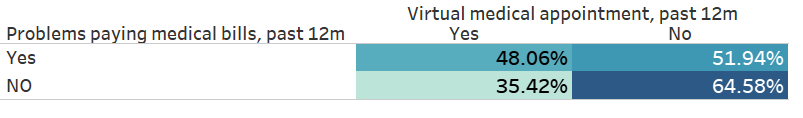 Virtual medical appointment, past 12m
Problems paying medical bills, past 12m Yes No
Yes 48.06% 51.94%
NO 35.42% 64.58%